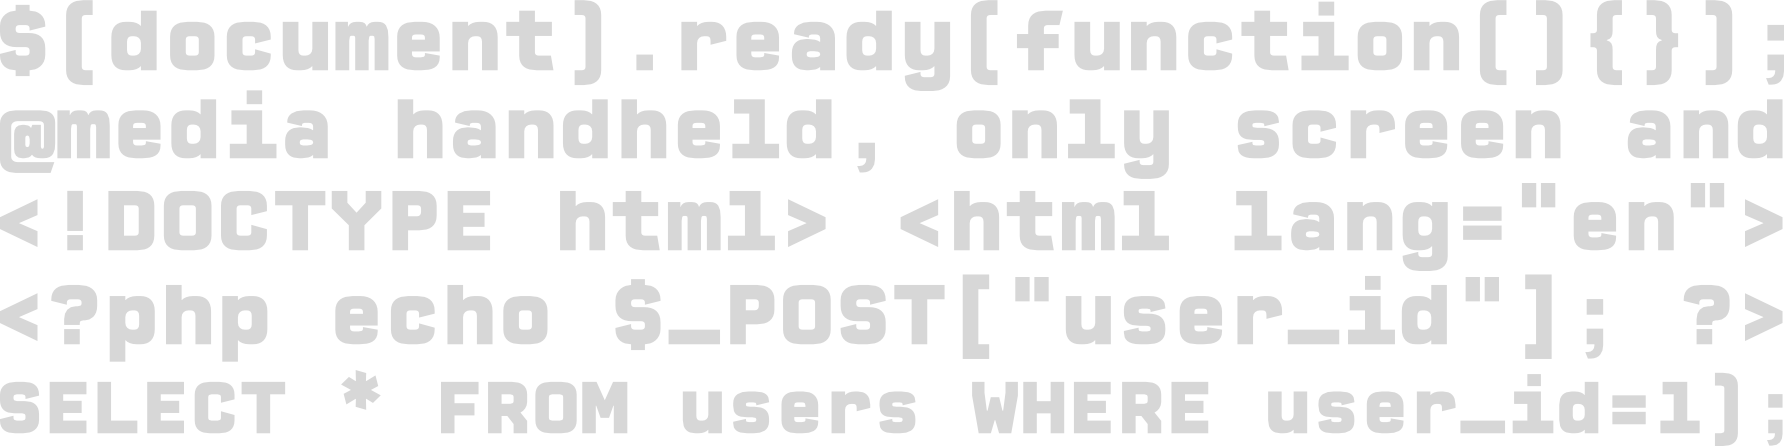 $(document).ready(function(){});
@media handheld, only screen and
<!DOCTYPE html> <html lang="en">
<?php echo $_POST["user_id"]; ?>
SELECT * FROM users WHERE user_id=1);